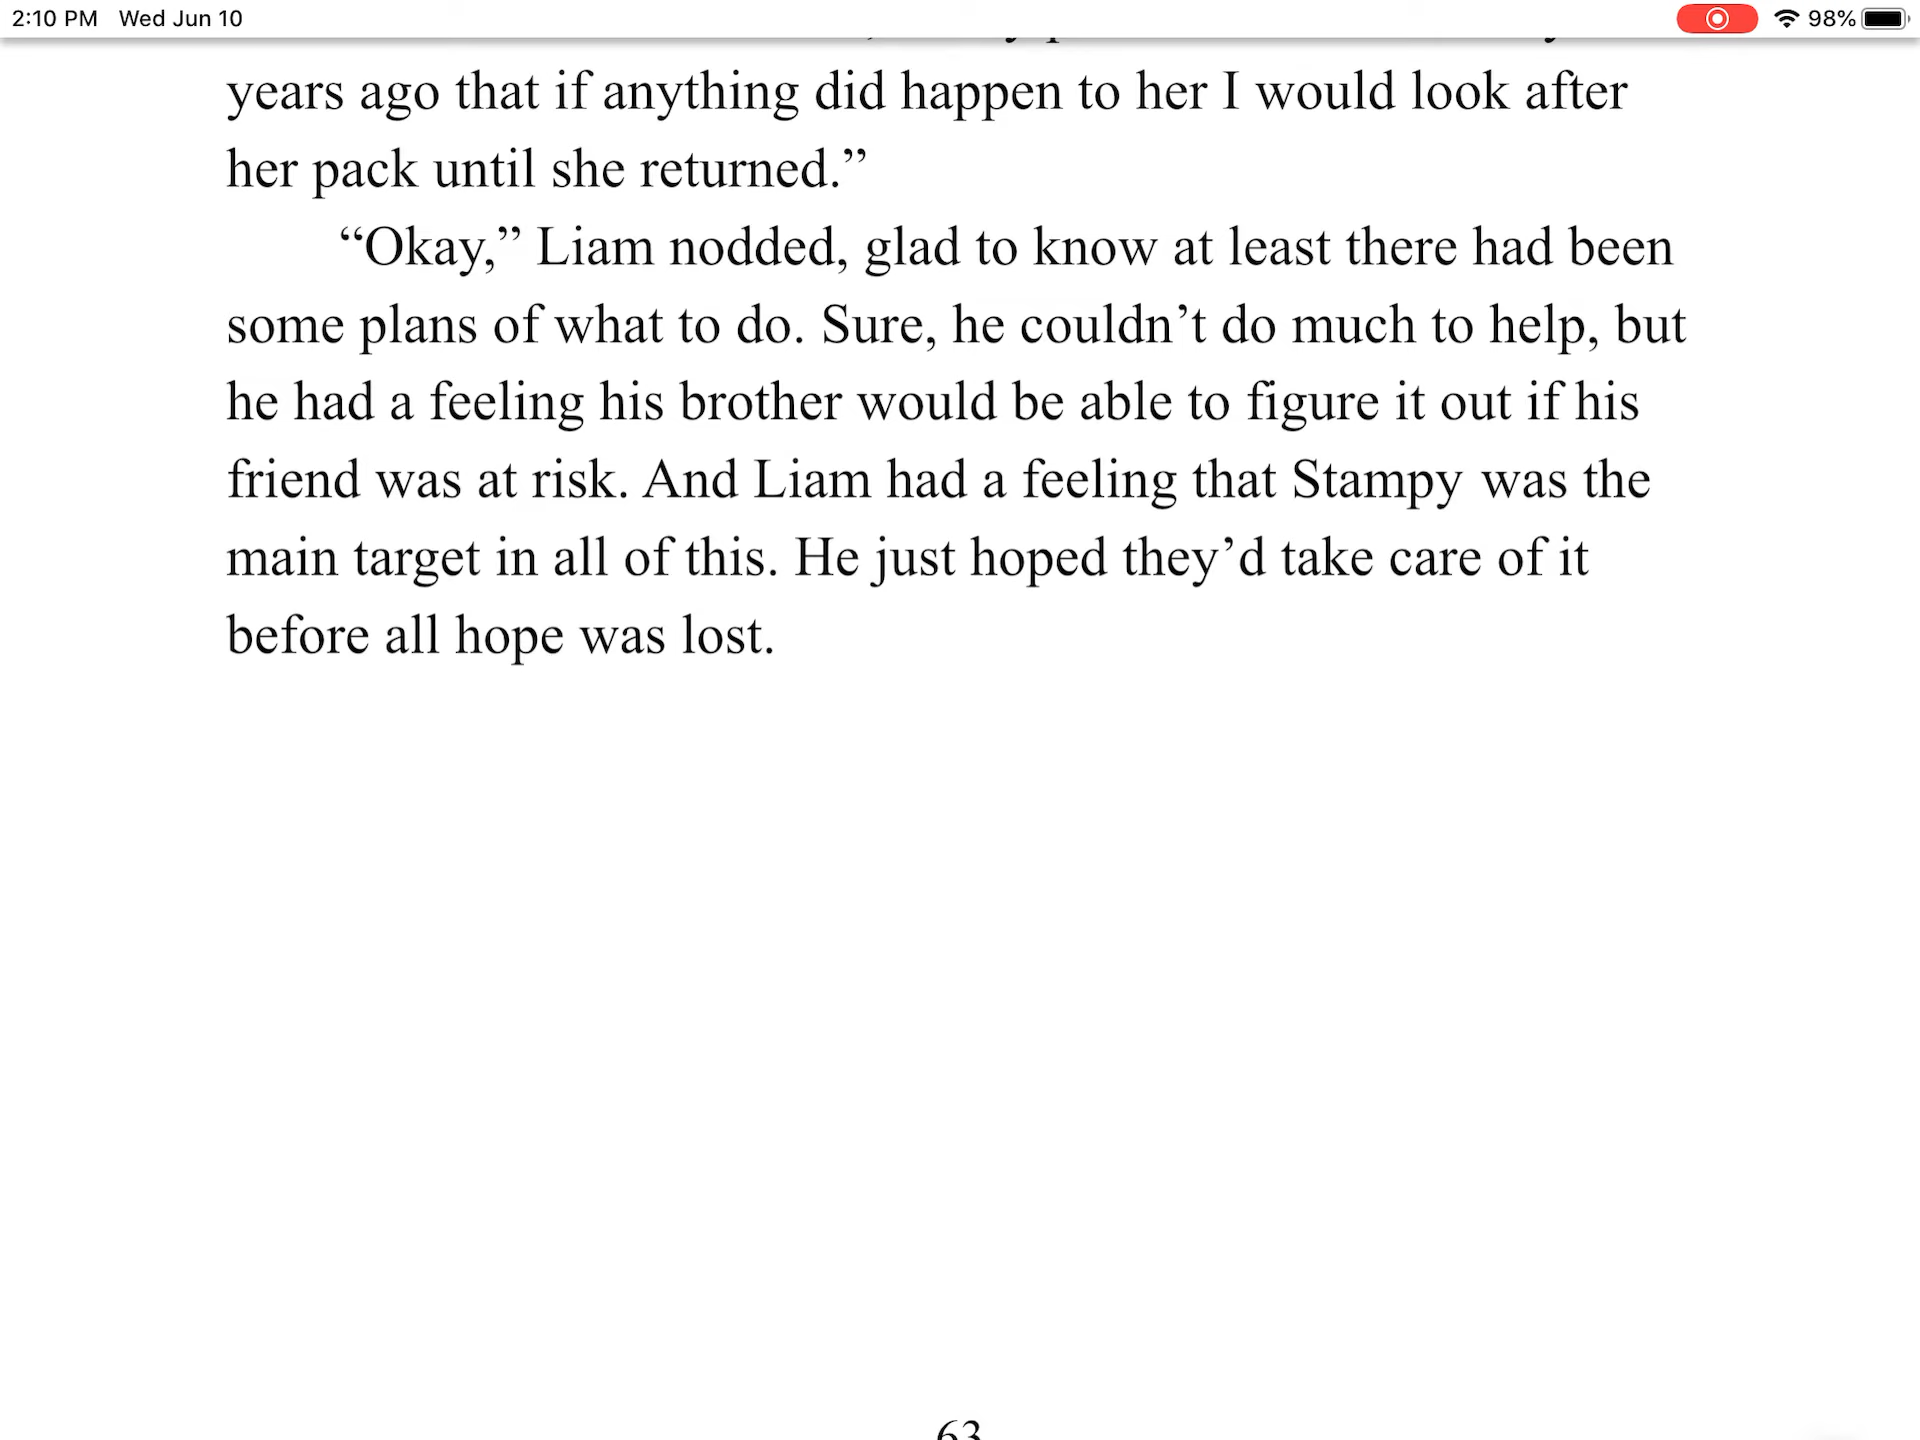 2:10 PM Wed Jun 10 98%
years ago that if anything did happen to her I would look after
her pack until she returned.”
“Okay,” Liam nodded, glad to know at least there had been
some plans of what to do. Sure, he couldn’t do much to help, but
he had a feeling his brother would be able to figure it out if his
friend was at risk. And Liam had a feeling that Stampy was the
main target in all of this. He just hoped they’d take care of it
before all hope was lost.
63